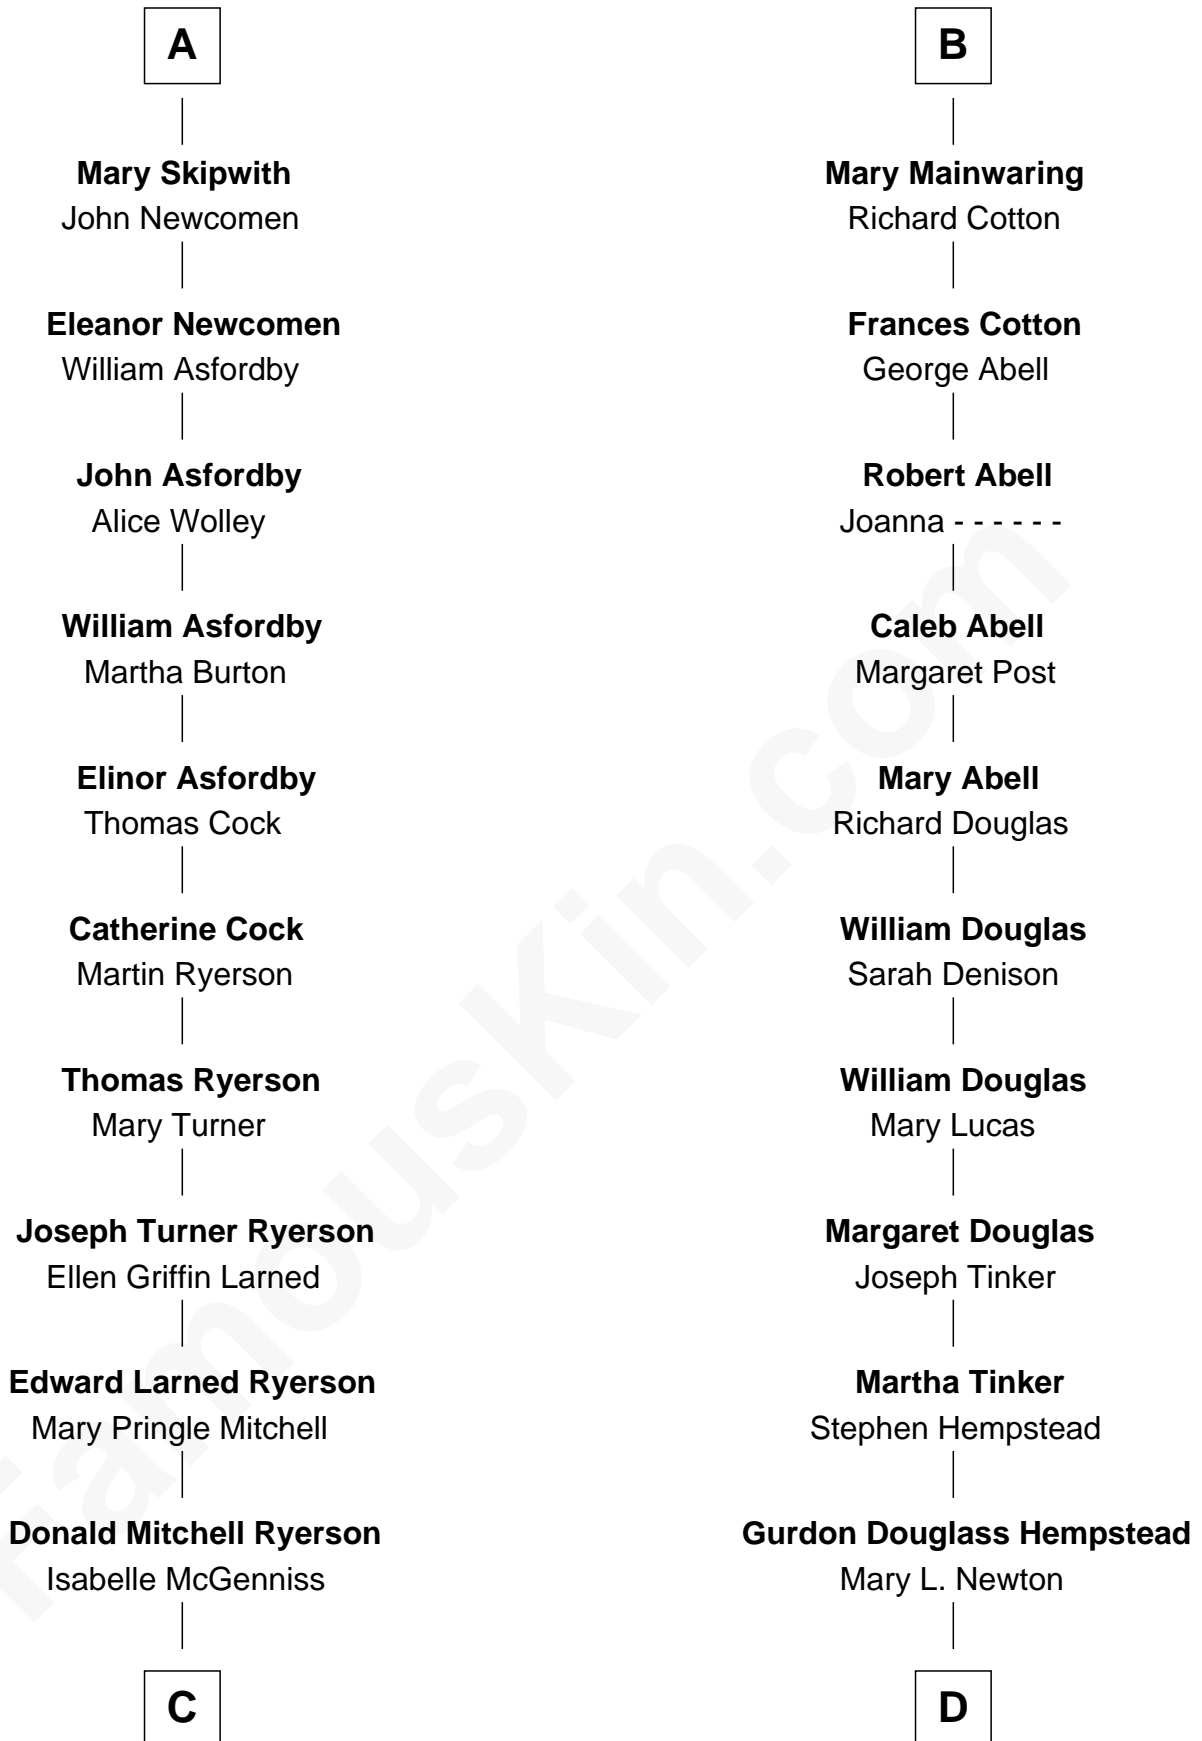 A
Mary Skipwith
John Newcomen
Eleanor Newcomen
William Asfordby
John Asfordby
Alice Wolley
William Asfordby
Martha Burton
Elinor Asfordby
Thomas Cock
Catherine Cock
Martin Ryerson
Thomas Ryerson
Mary Turner
Joseph Turner Ryerson
Ellen Griffin Larned
Edward Larned Ryerson
Mary Pringle Mitchell
Donald Mitchell Ryerson
Isabelle McGenniss
C
B
Mary Mainwaring
Richard Cotton
Frances Cotton
George Abell
Robert Abell
Joanna - - - - - -
Caleb Abell
Margaret Post
Mary Abell
Richard Douglas
William Douglas
Sarah Denison
William Douglas
Mary Lucas
Margaret Douglas
Joseph Tinker
Martha Tinker
Stephen Hempstead
Gurdon Douglass Hempstead
Mary L. Newton
D
FamousKin.com